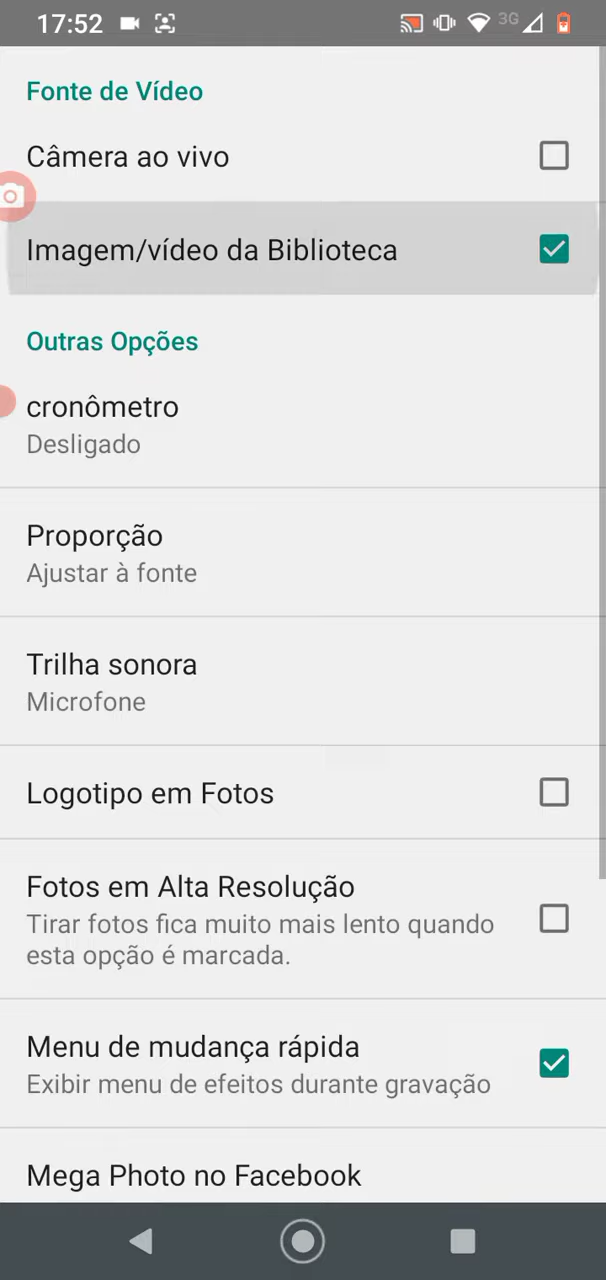 17:52
3G
Fonte de Vídeo
Câmera ao vivo
Imagem/vídeo da Biblioteca
Outras Opções
cronômetro
Desligado
Proporção
Ajustar à fonte
Trilha sonora
Microfone
Logotipo em Fotos
Fotos em Alta Resolução
Tirar fotos fica muito mais lento quando
esta opção é marcada.
Menu de mudança rápida
Exibir menu de efeitos durante gravação
Mega Photo no Facebook